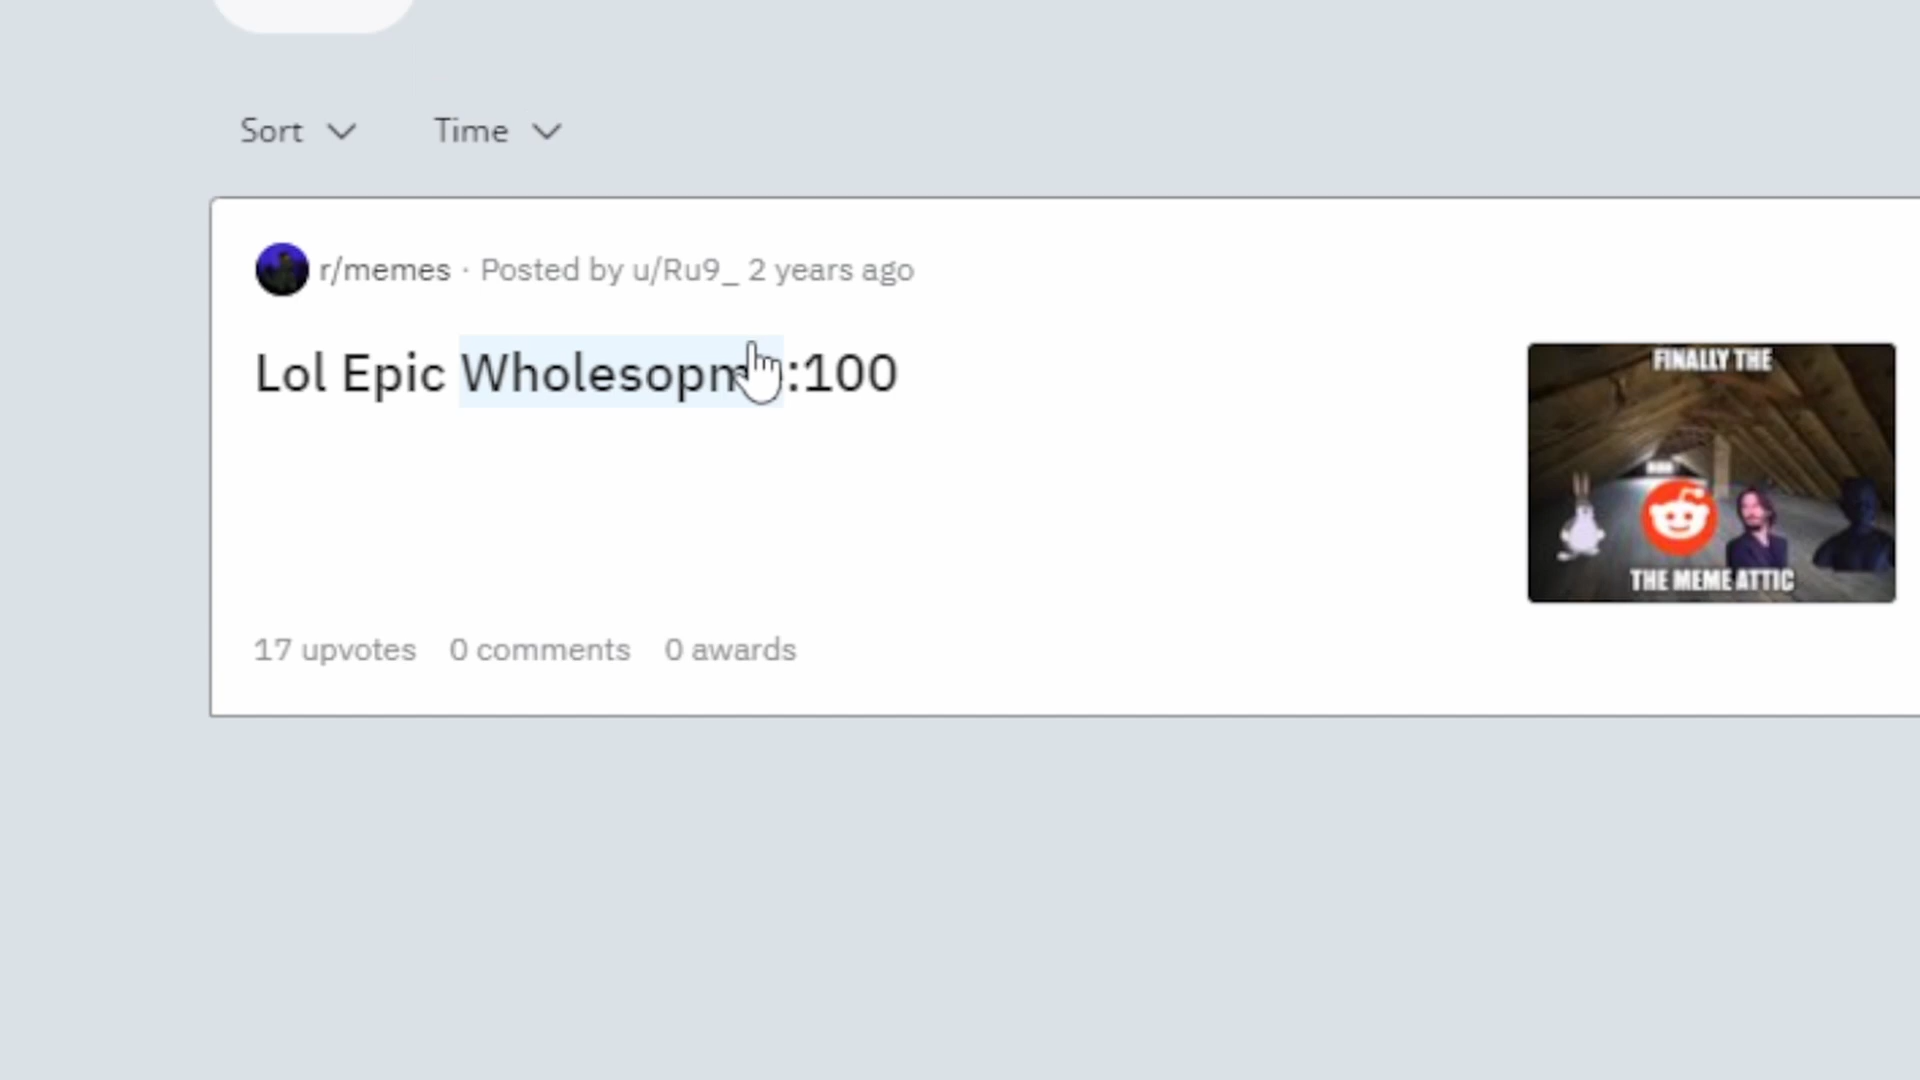 Sort Time
r/memes · Posted by u/Ru9_ 2 years ago
Lol Epic :100
FINALLY THE
THE MEME ATTIC
17 upvotes 0 comments 0 awards